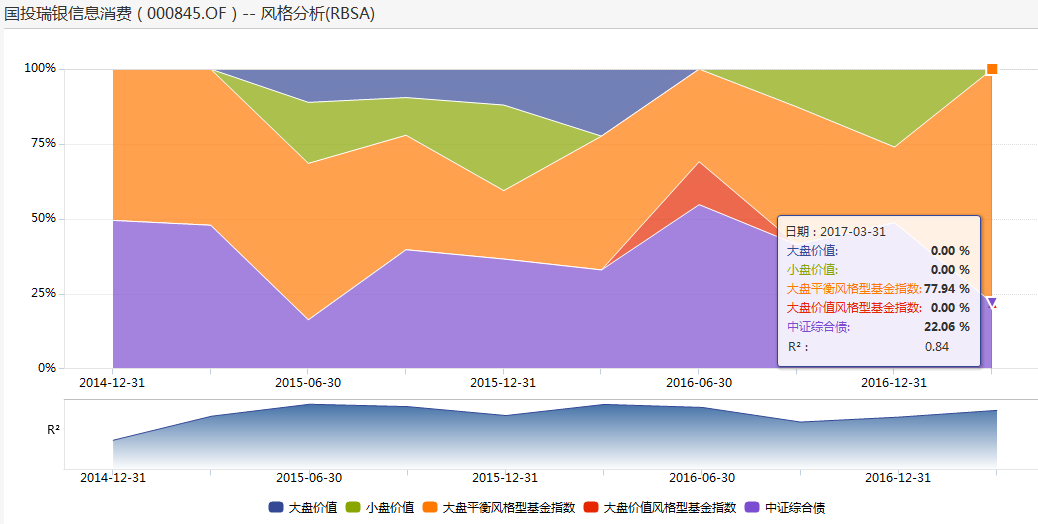 国投瑞银信息消费 ( 000845.OF ) -- 风格分析(RBSA)
100%
75%
50%
25%
0%
日期 : 2017-03-31
大盘价值: 0.00 %
小盘价值: 0.00 %
大盘平衡风格型基金指数: 77.94 %
大盘价值风格型基金指数: 0.00 %
中证综合债: 22.06 %
R² : 0.84
2014-12-31 2015-06-30 2015-12-31 2016-06-30 2016-12-31
R²
2014-12-31 2015-06-30 2015-12-31 2016-06-30 2016-12-31
大盘价值 小盘价值 大盘平衡风格型基金指数 大盘价值风格型基金指数 中证综合债